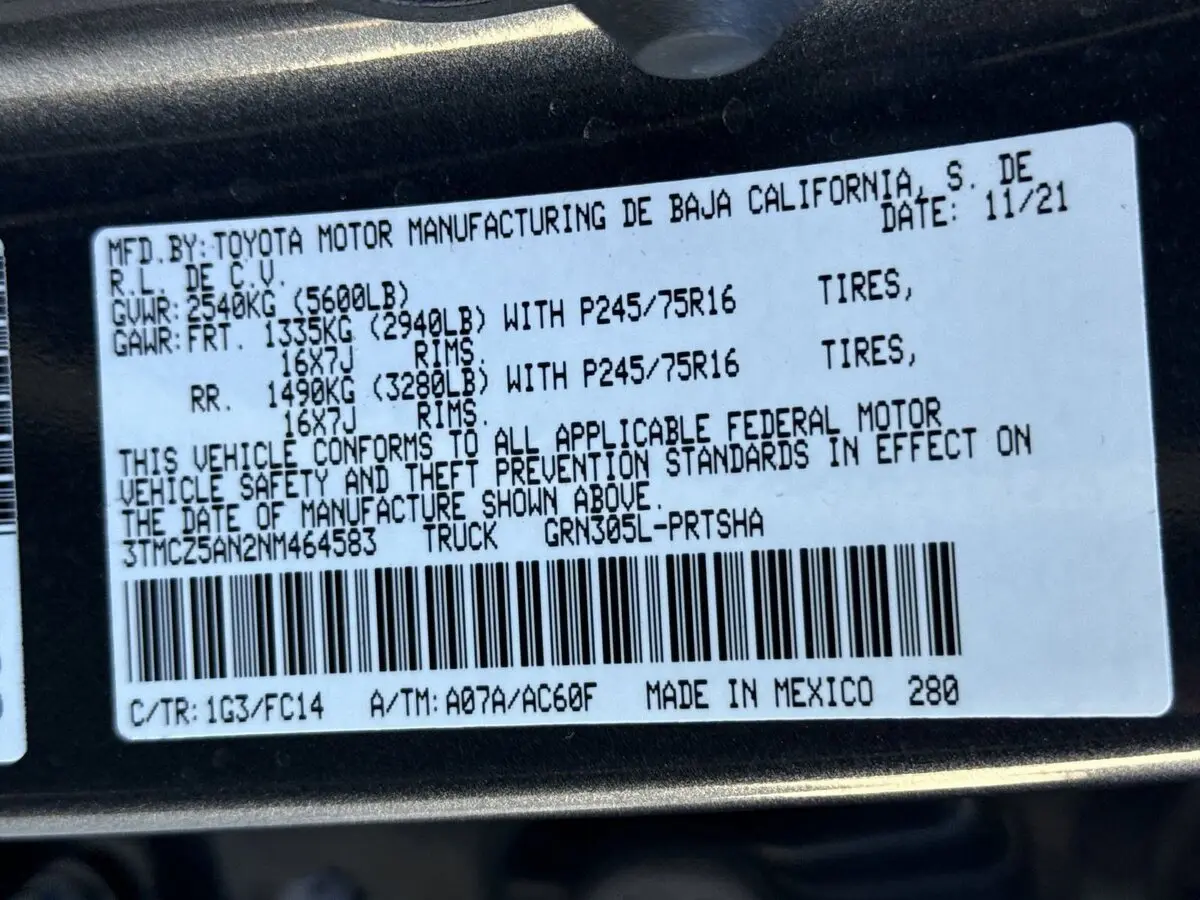 MFD.BY:TOYOTA MOTOR MANUFACTURING DE BAJA CALIFORNIA, S. DE
R.L. DE C.V. DATE: 11/21
GVWR:2540KG (5600LB)
GAWR:FRT. 1335KG (2940LB) WITH P245/75R16 TIRES,
16X7J RIMS.
RR. 1490KG (3280LB) WITH P245/75R16 TIRES,
16X7J RIMS.
THIS VEHICLE CONFORMS TO ALL APPLICABLE FEDERAL MOTOR
VEHICLE SAFETY AND THEFT PREVENTION STANDARDS IN EFFECT ON
THE DATE OF MANUFACTURE SHOWN ABOVE.
3TMCZ5AN2NM464583 TRUCK GRN305L-PRTSHA
C/TR:1G3/FC14 A/TM:A07A/AC60F MADE IN MEXICO 280